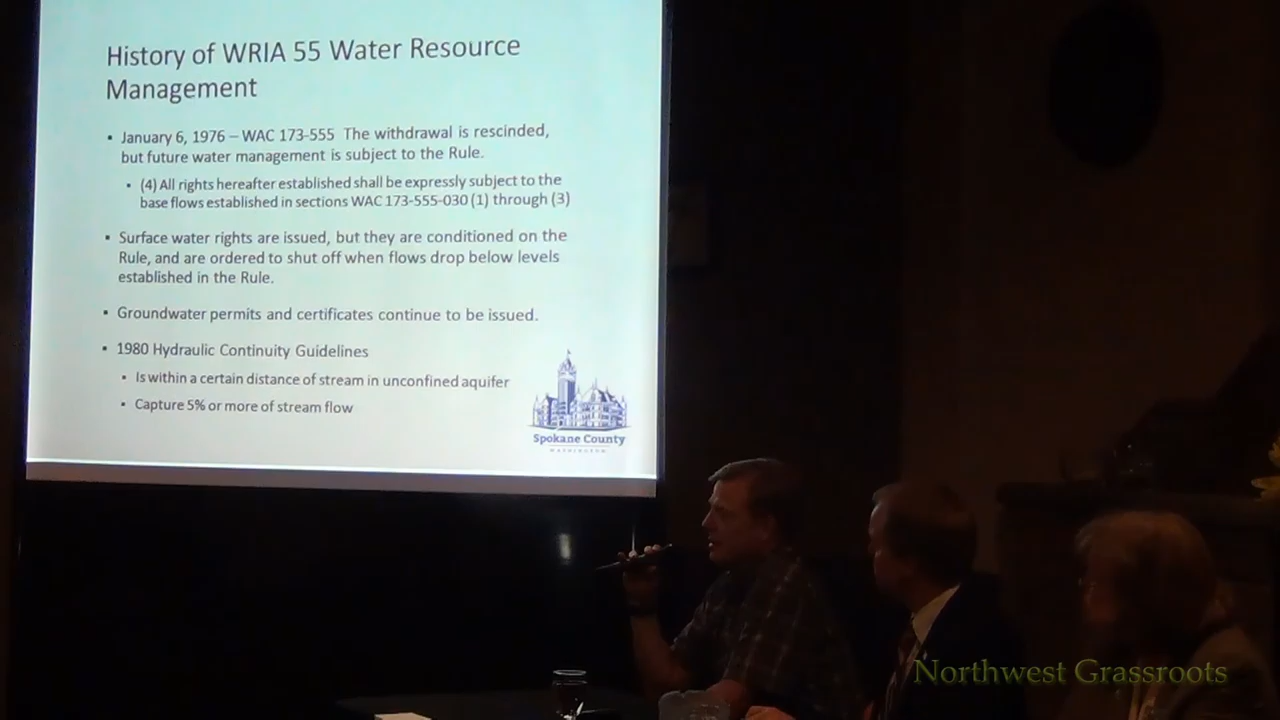 History of WRIA 55 Water Resource
Management
▪ January 6, 1976 – WAC 173-555 The withdrawal is rescinded,
but future water management is subject to the Rule.
▪ (4) All rights hereafter established shall be expressly subject to the
base flows established in sections WAC 173-555-030 (1) through (3)
▪ Surface water rights are issued, but they are conditioned on the
Rule, and are ordered to shut off when flows drop below levels
established in the Rule.
▪ Groundwater permits and certificates continue to be issued.
▪ 1980 Hydraulic Continuity Guidelines
▪ Is within a certain distance of stream in unconfined aquifer
▪ Capture 5% or more of stream flow
Spokane County
WASHINGTON
Northwest Grassroots